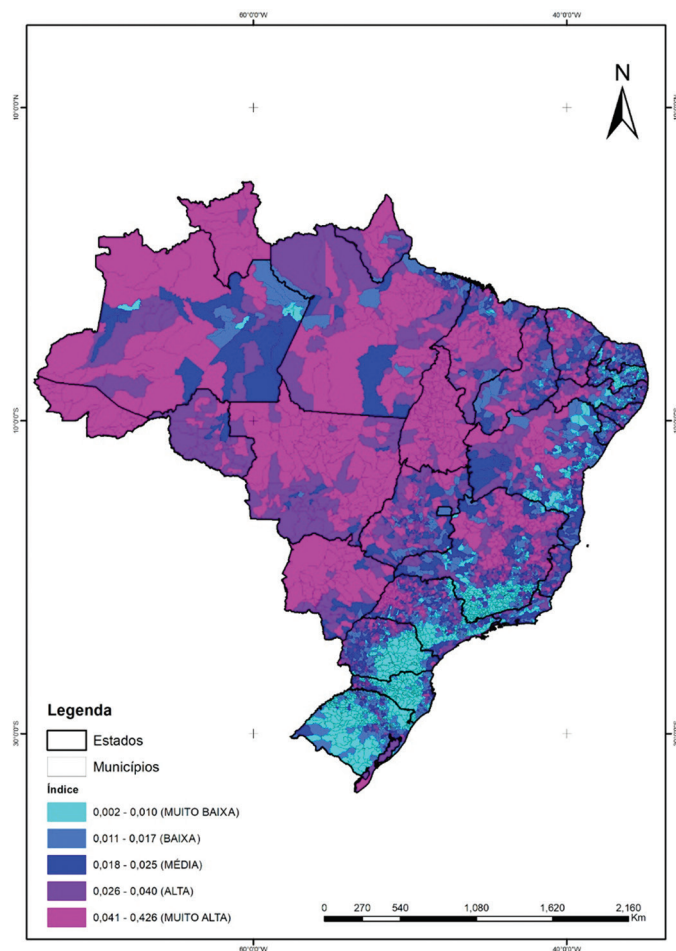 60°0'0"W
40°0'0"W
N
10°0'0"N
10°0'0"S
30°0'0"S
Legenda
Estados
Municípios
Índice
0,002 - 0,010 (MUITO BAIXA)
0,011 - 0,017 (BAIXA)
0,018 - 0,025 (MÉDIA)
0,026 - 0,040 (ALTA)
0,041 - 0,426 (MUITO ALTA)
0 270 540 1,080 1,620 2,160
Km
60°0'0"W
40°0'0"W